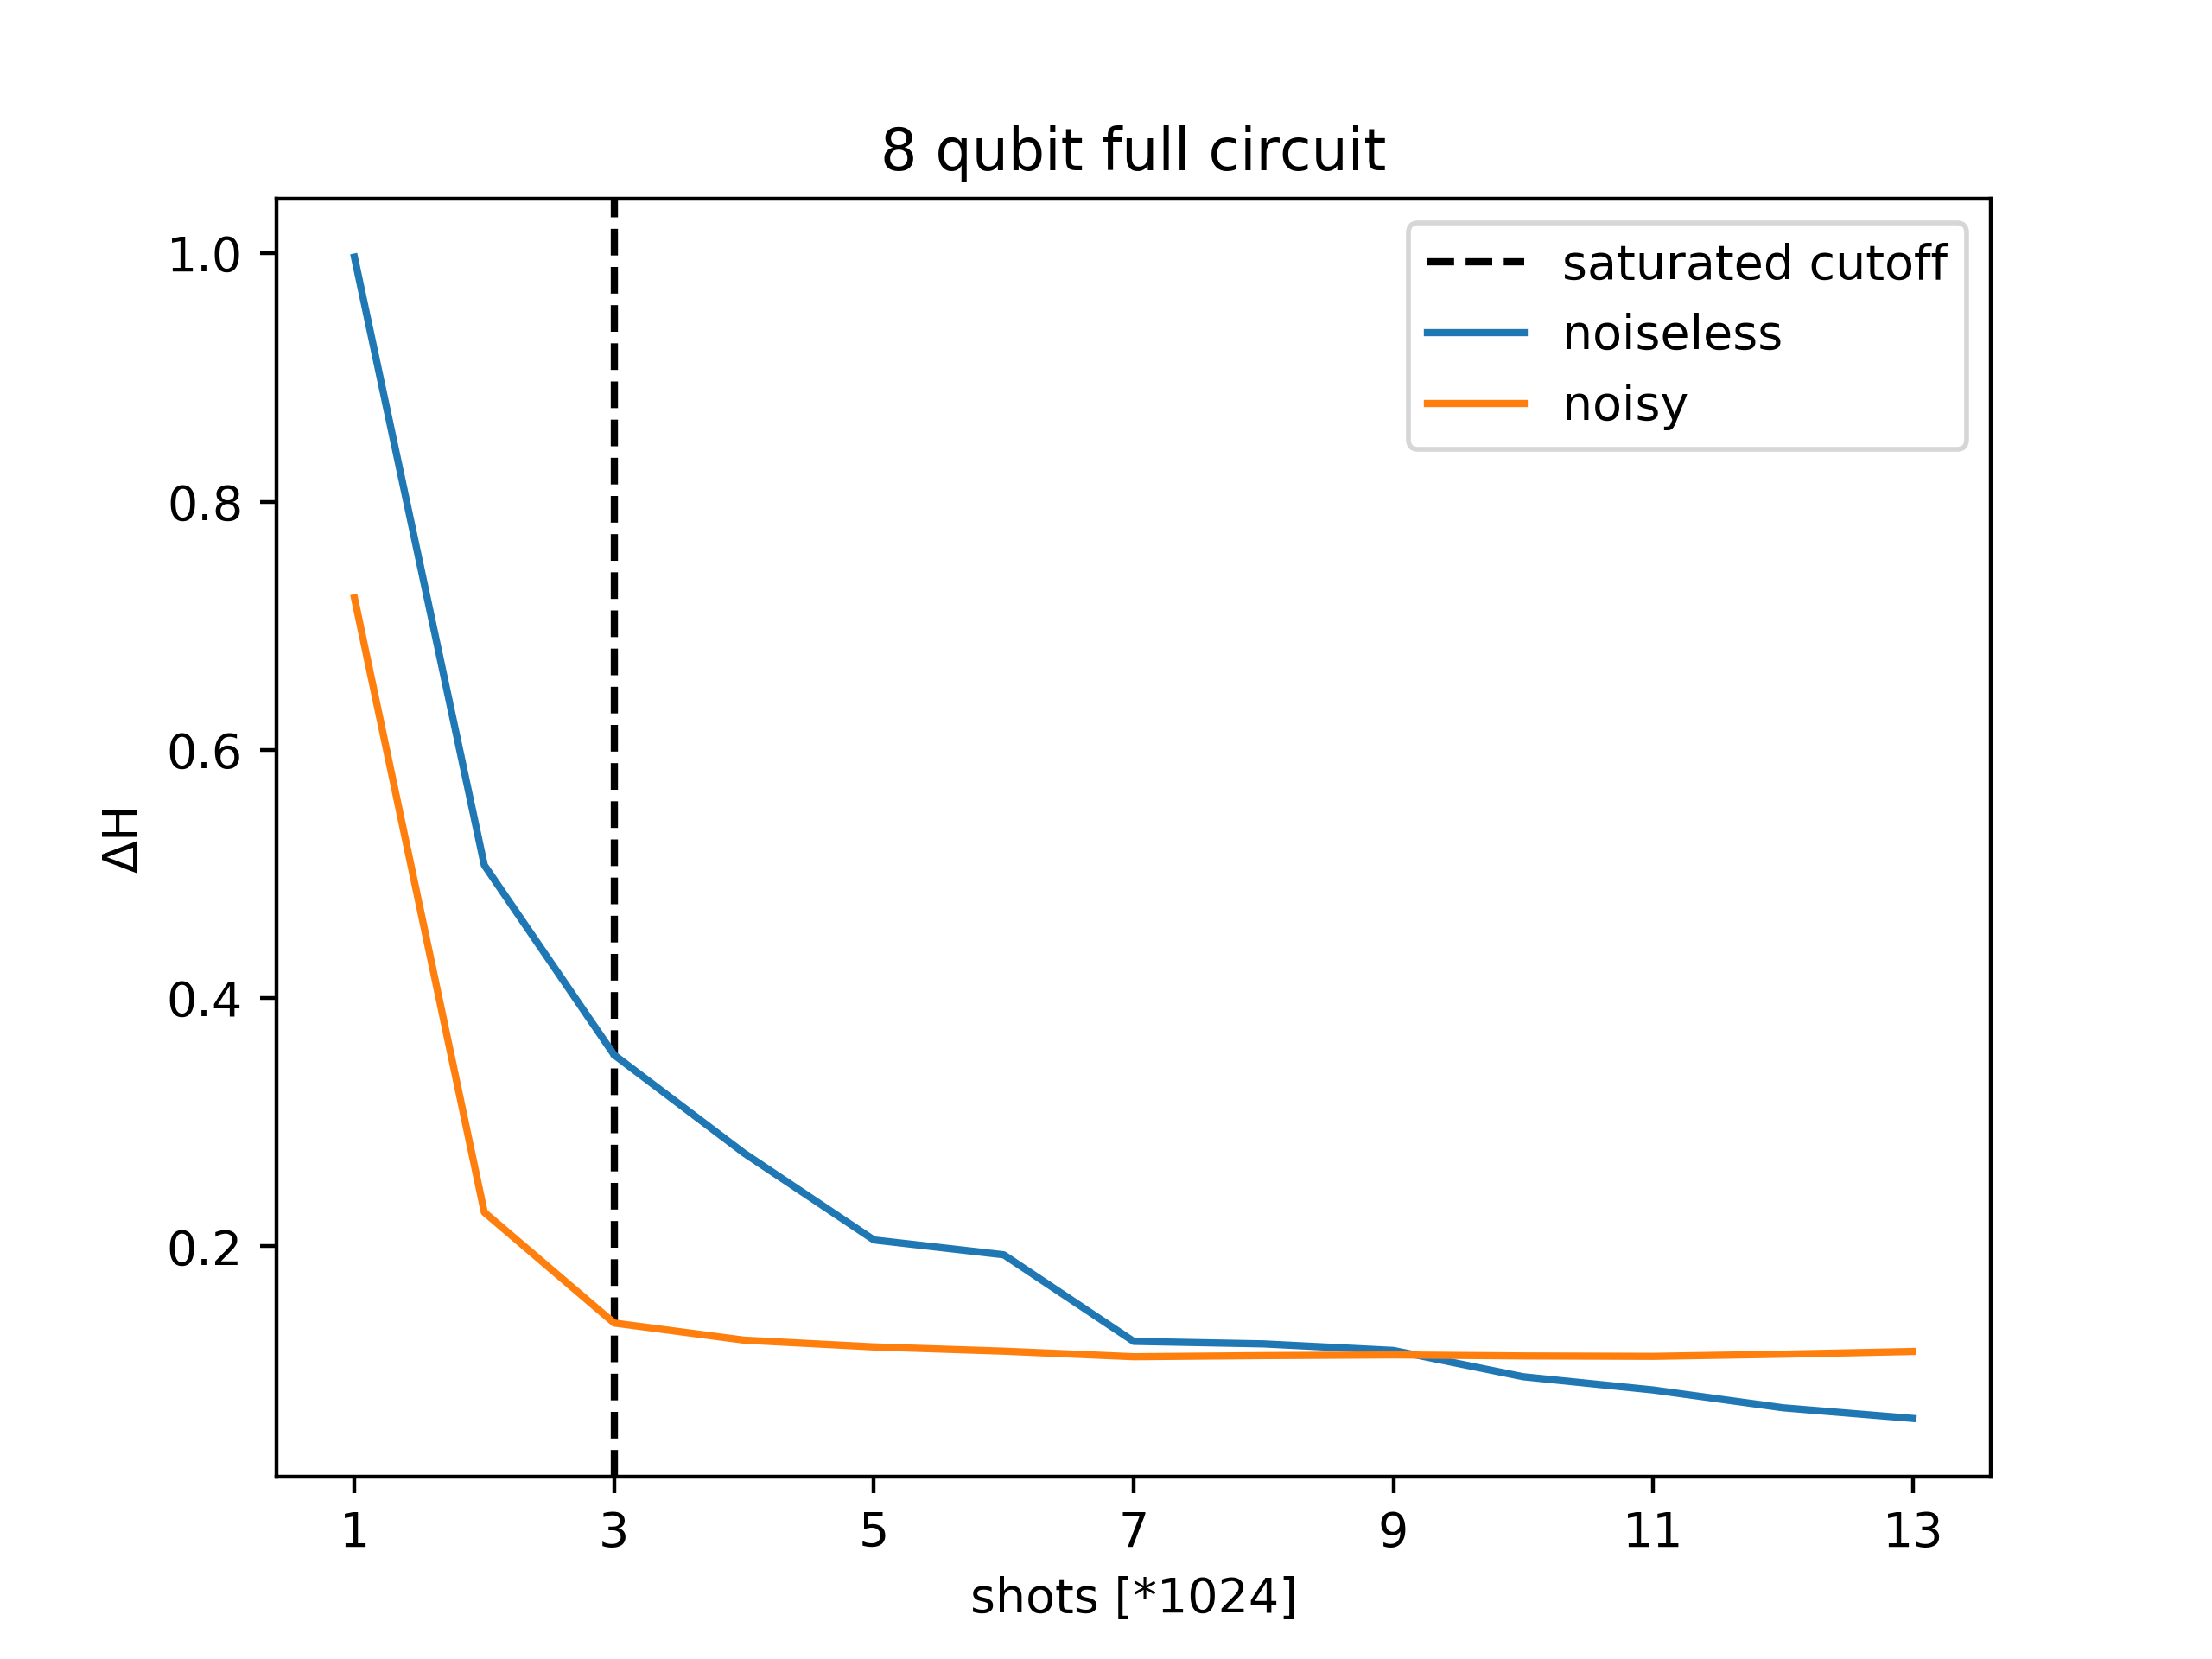 8 qubit full circuit
saturated cutoff
noiseless
noisy
1.0
0.8
0.6
0.4
0.2
ΔH
1 3 5 7 9 11 13
shots [*1024]